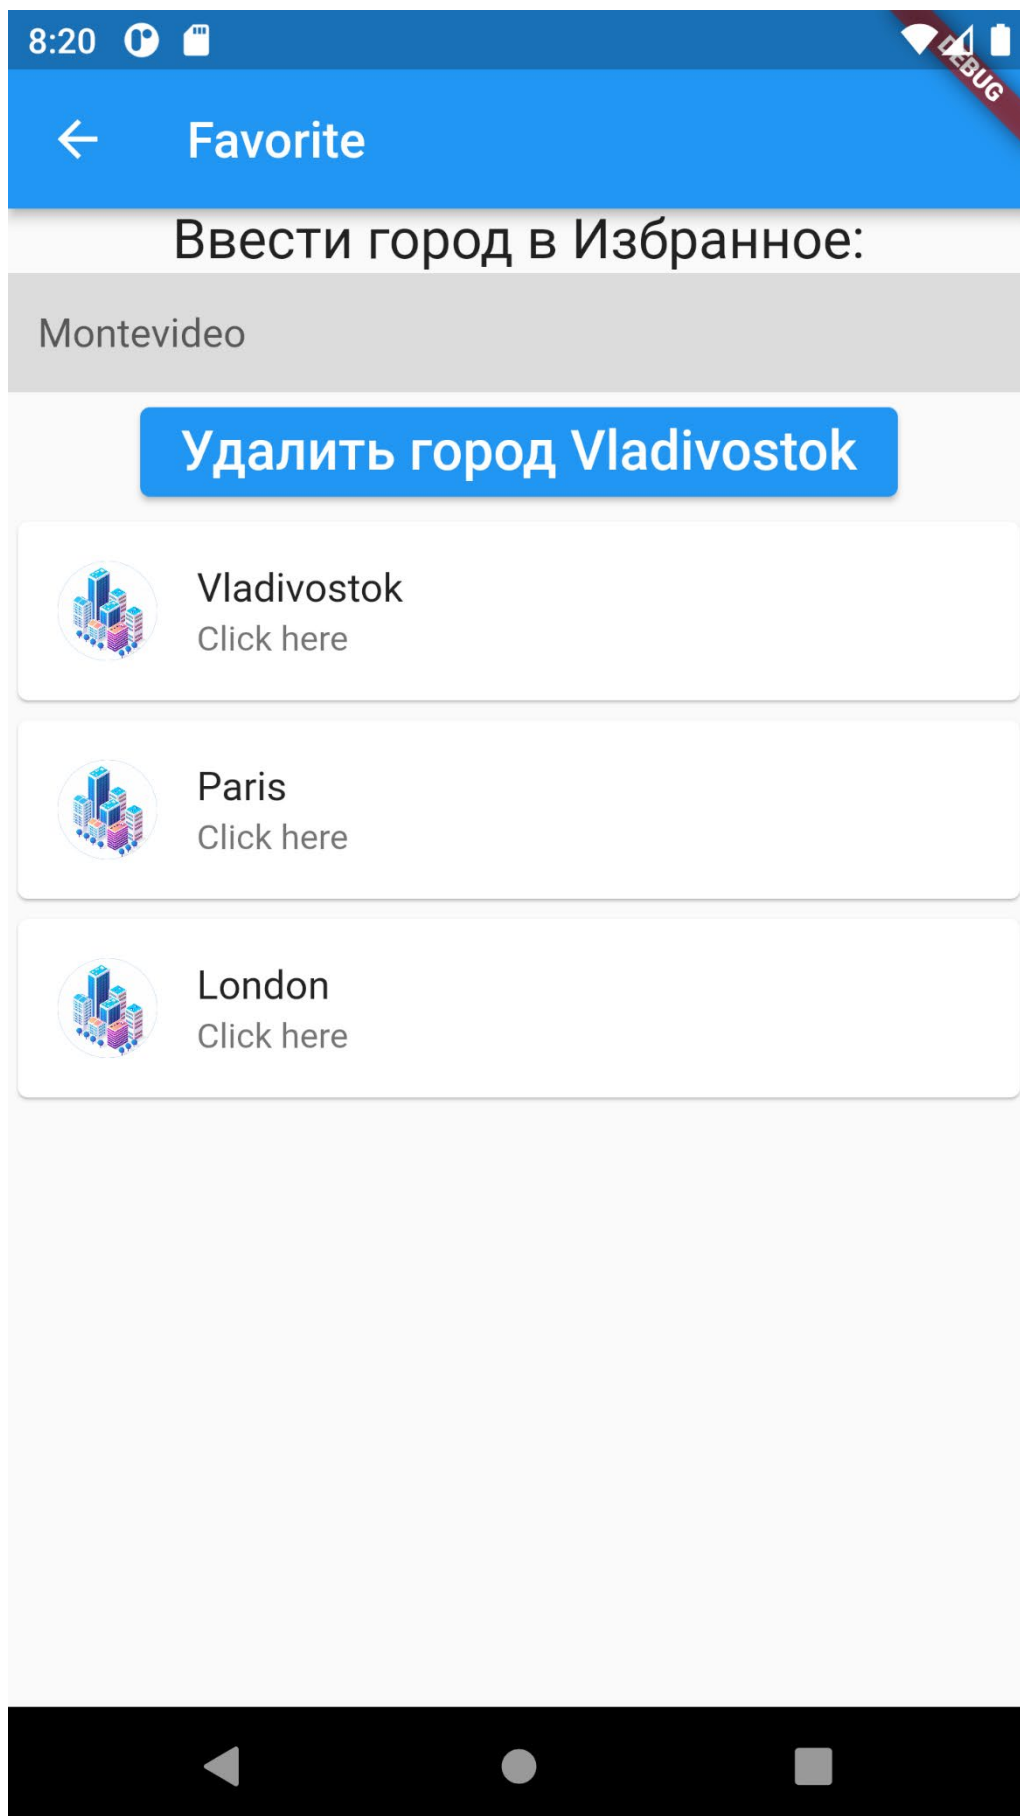 8:20
DEBUG
Favorite
Ввести город в Избранное:
Montevideo
Удалить город Vladivostok
Vladivostok
Click here
Paris
Click here
London
Click here